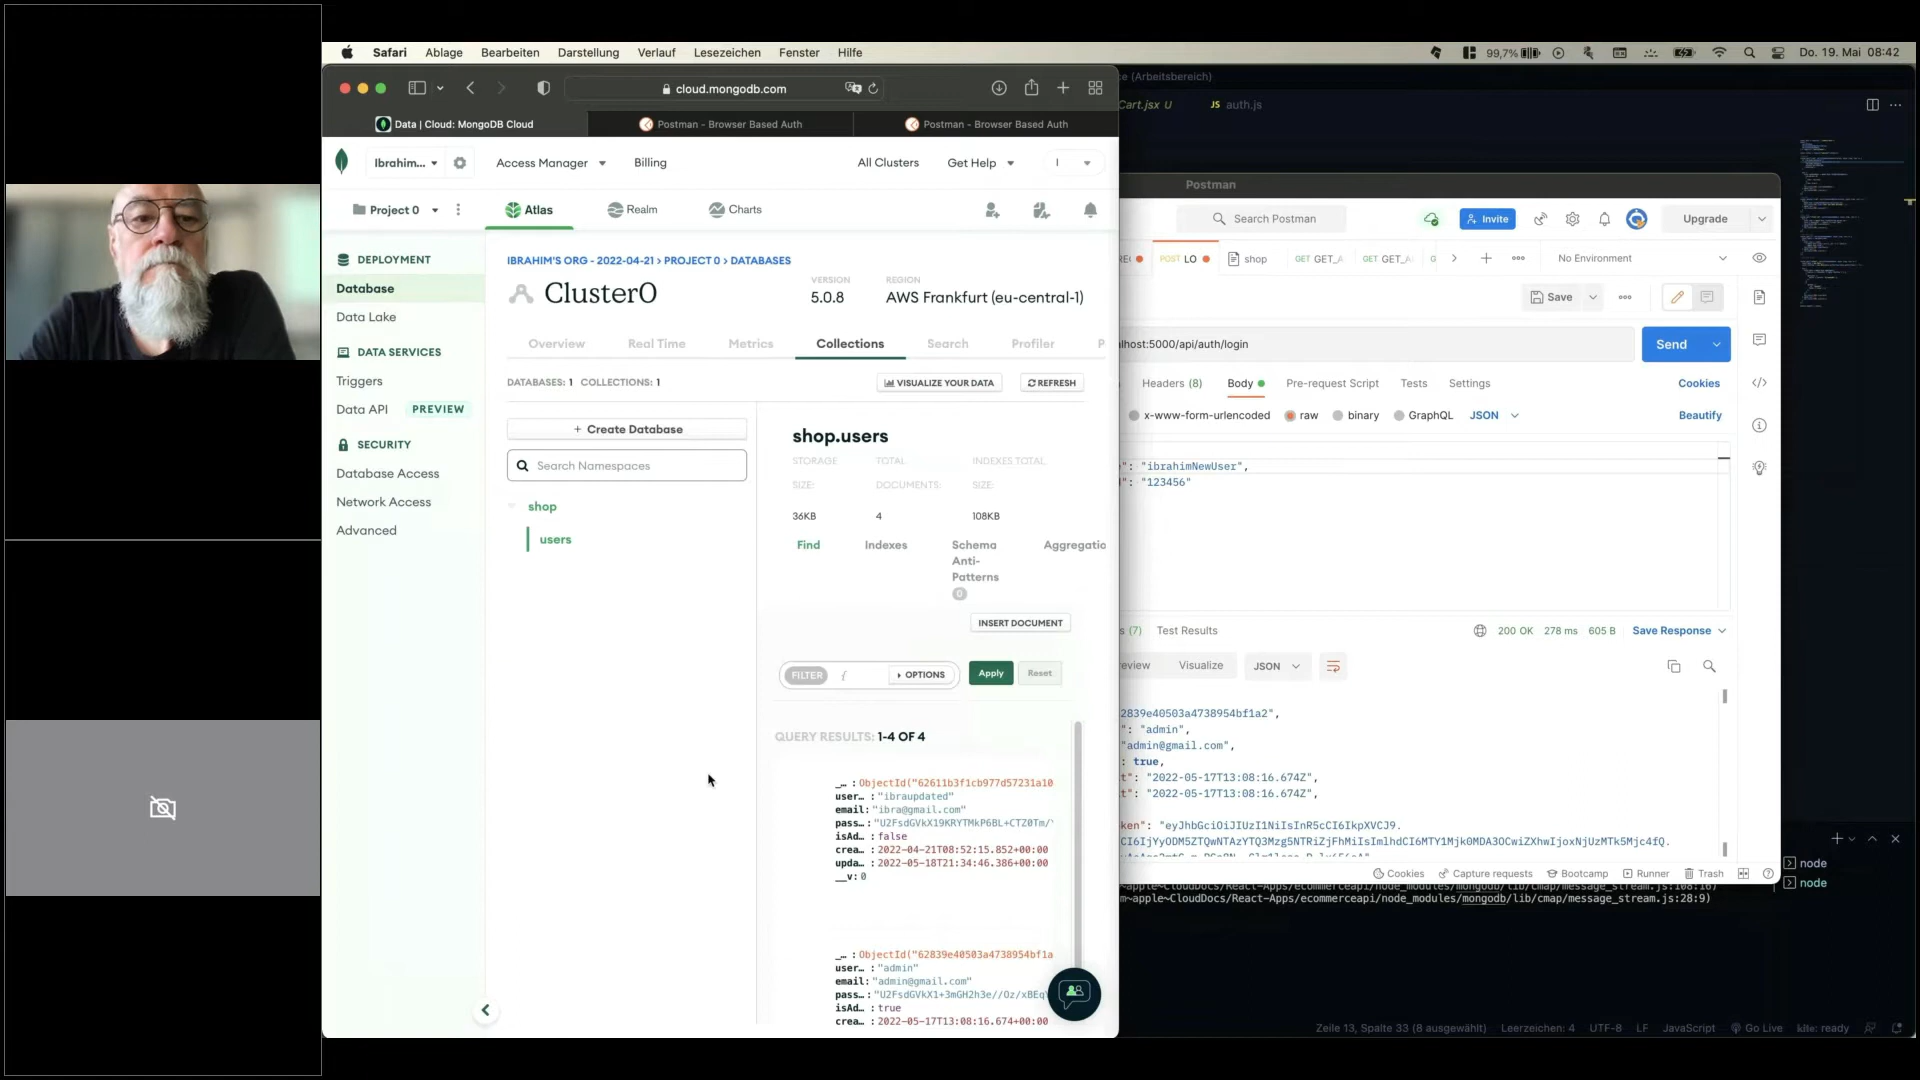 Safari Ablage Bearbeiten Darstellung Verlauf Lesezeichen Fenster Hilfe
99,7% Do. 19. Mai 08:42
cloud.mongodb.com
Data | Cloud: MongoDB Cloud
Postman - Browser Based Auth
Postman - Browser Based Auth
Ibrahim...
Access Manager
Billing
All Clusters
Get Help
I
Project 0
Atlas
Realm
Charts
DEPLOYMENT
Database
Data Lake
DATA SERVICES
Triggers
Data API PREVIEW
SECURITY
Database Access
Network Access
Advanced
IBRAHIM'S ORG - 2022-04-21 > PROJECT 0 > DATABASES
Cluster0
VERSION
5.0.8
REGION
AWS Frankfurt (eu-central-1)
Overview Real Time Metrics Collections Search Profiler P
DATABASES: 1 COLLECTIONS: 1
VISUALIZE YOUR DATA
REFRESH
+ Create Database
Search Namespaces
shop
users
shop.users
STORAGE SIZE:
36KB
TOTAL DOCUMENTS:
4
INDEXES TOTAL SIZE:
108KB
Find
Indexes
Schema Anti-Patterns
0
Aggregatio
INSERT DOCUMENT
FILTER {
OPTIONS
Apply
Reset
QUERY RESULTS: 1-4 OF 4
_… : ObjectId("62611b3f1cb977d57231a10
user… : "ibraupdated"
email: "ibra@gmail.com"
pass… : "U2FsdGVkX19KRYTMkP6BL+CTZ0Tm/
isAd… : false
crea… : 2022-04-21T08:52:15.852+00:00
upda… : 2022-05-18T21:34:46.386+00:00
__v: 0
_… : ObjectId("62839e40503a4738954bf1a
user… : "admin"
email: "admin@gmail.com"
pass… : "U2FsdGVkX1+3mGH2h3e//Oz/xBEq
isAd… : true
crea… : 2022-05-17T13:08:16.674+00:00
ce (Arbeitsbereich)
Cart.jsx U
JS auth.js
Postman
Search Postman
Invite
Upgrade
POST LO
shop
GET GET_A
GET GET_A
No Environment
Save
lhost:5000/api/auth/login
Send
Headers (8) Body Pre-request Script Tests Settings Cookies
x-www-form-urlencoded raw binary GraphQL JSON Beautify
": "ibrahimNewUser",
": "123456"
s (7) Test Results
200 OK 278 ms 605 B Save Response
eview Visualize JSON
2839e40503a4738954bf1a2",
": "admin",
"admin@gmail.com",
: true,
t": "2022-05-17T13:08:16.674Z",
t": "2022-05-17T13:08:16.674Z",
ken": "eyJhbGciOiJIUzI1NiIsInR5cCI6IkpXVCJ9.
Cookies Capture requests Bootcamp Runner Trash
m~apple~CloudDocs/React-Apps/ecommerceapi/node_modules/mongodb/lib/cmap/message_stream.js:28:9)
node
node
Zeile 13, Spalte 33 (8 ausgewählt) Leerzeichen: 4 UTF-8 LF JavaScript Go Live kite: ready